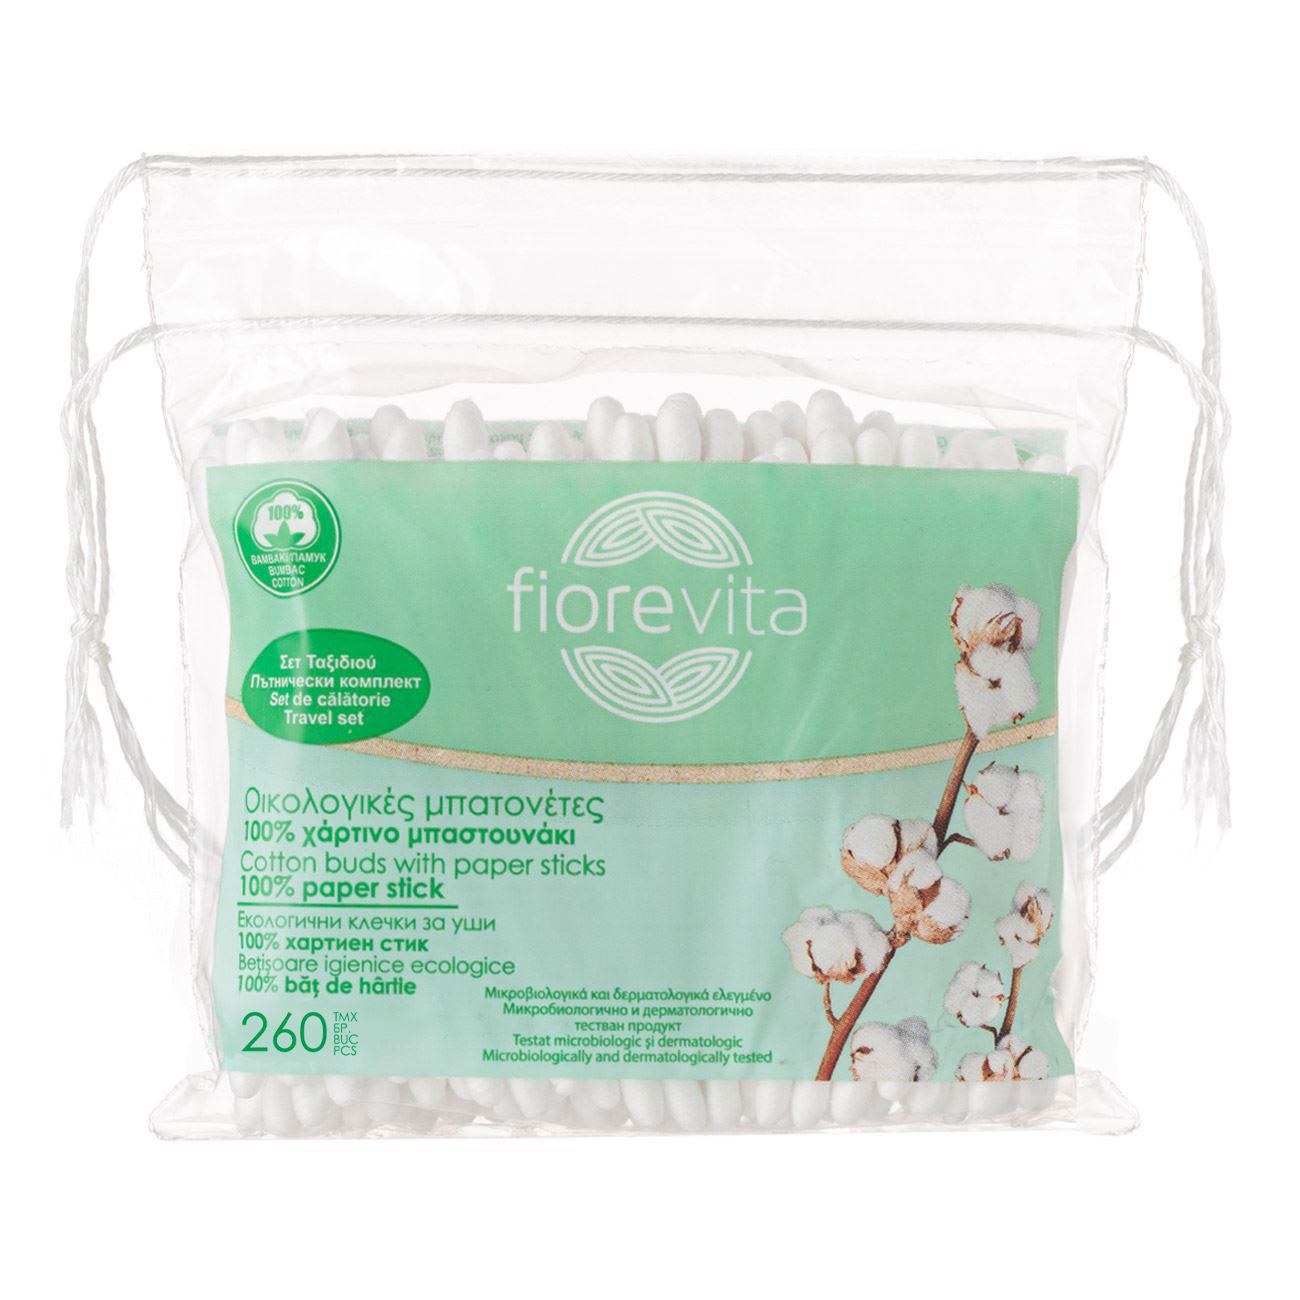 100%
ΒΑΜΒΑΚΙ/ПАМУК
BUMBAC
COTTON
fiorevita
Σετ Ταξιδιού
Пътнически комплект
Set de călătorie
Travel set
Οικολογικές μπατονέτες
100% χάρτινο μπαστουνάκι
Cotton buds with paper sticks
100% paper stick
Екологични клечки за уши
100% хартиен стик
Bețișoare igienice ecologice
100% băț de hârtie
260
ΤΜΧ
БР.
BUC
PCS
Μικροβιολογικά και δερματολογικά ελεγμένο
Микробиологично и дерматологично
тестван продукт
Testat microbiologic și dermatologic
Microbiologically and dermatologically tested